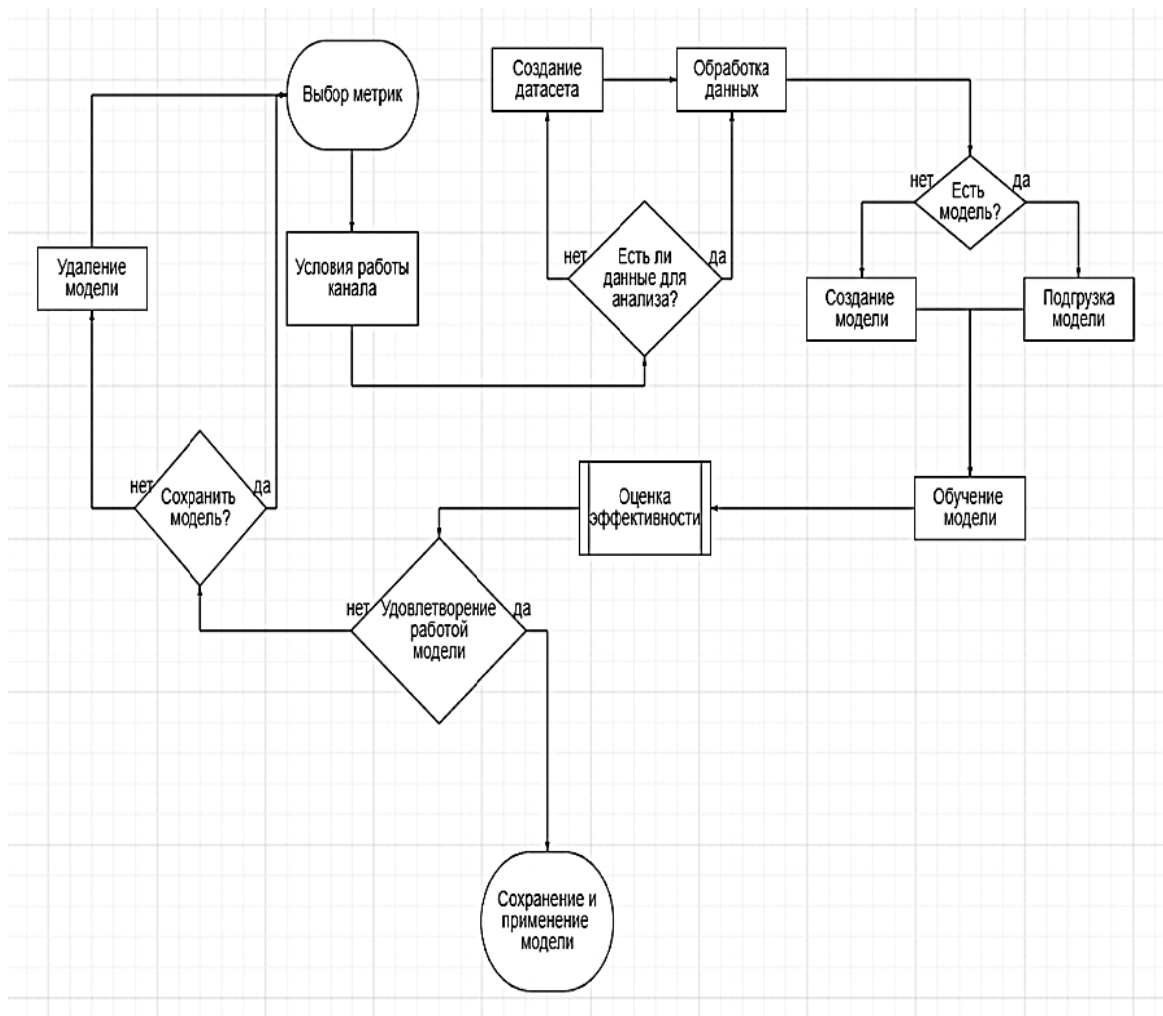 Выбор метрик
Условия работы
канала
Создание
датасета
Обработка
данных
нет
Есть ли
данные для
анализа?
да
нет
Есть
модель?
да
Создание
модели
Подгрузка
модели
Обучение
модели
Оценка
эффективности
нет
Удовлетворение
работой
модели
да
нет
Сохранить
модель?
да
Удаление
модели
Сохранение и
применение
модели